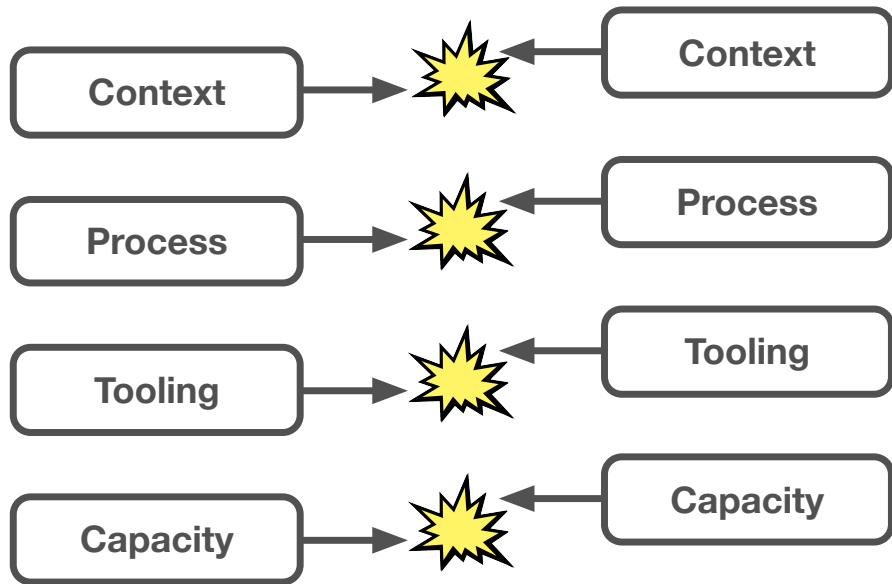 Context
Context
Process
Process
Tooling
Tooling
Capacity
Capacity